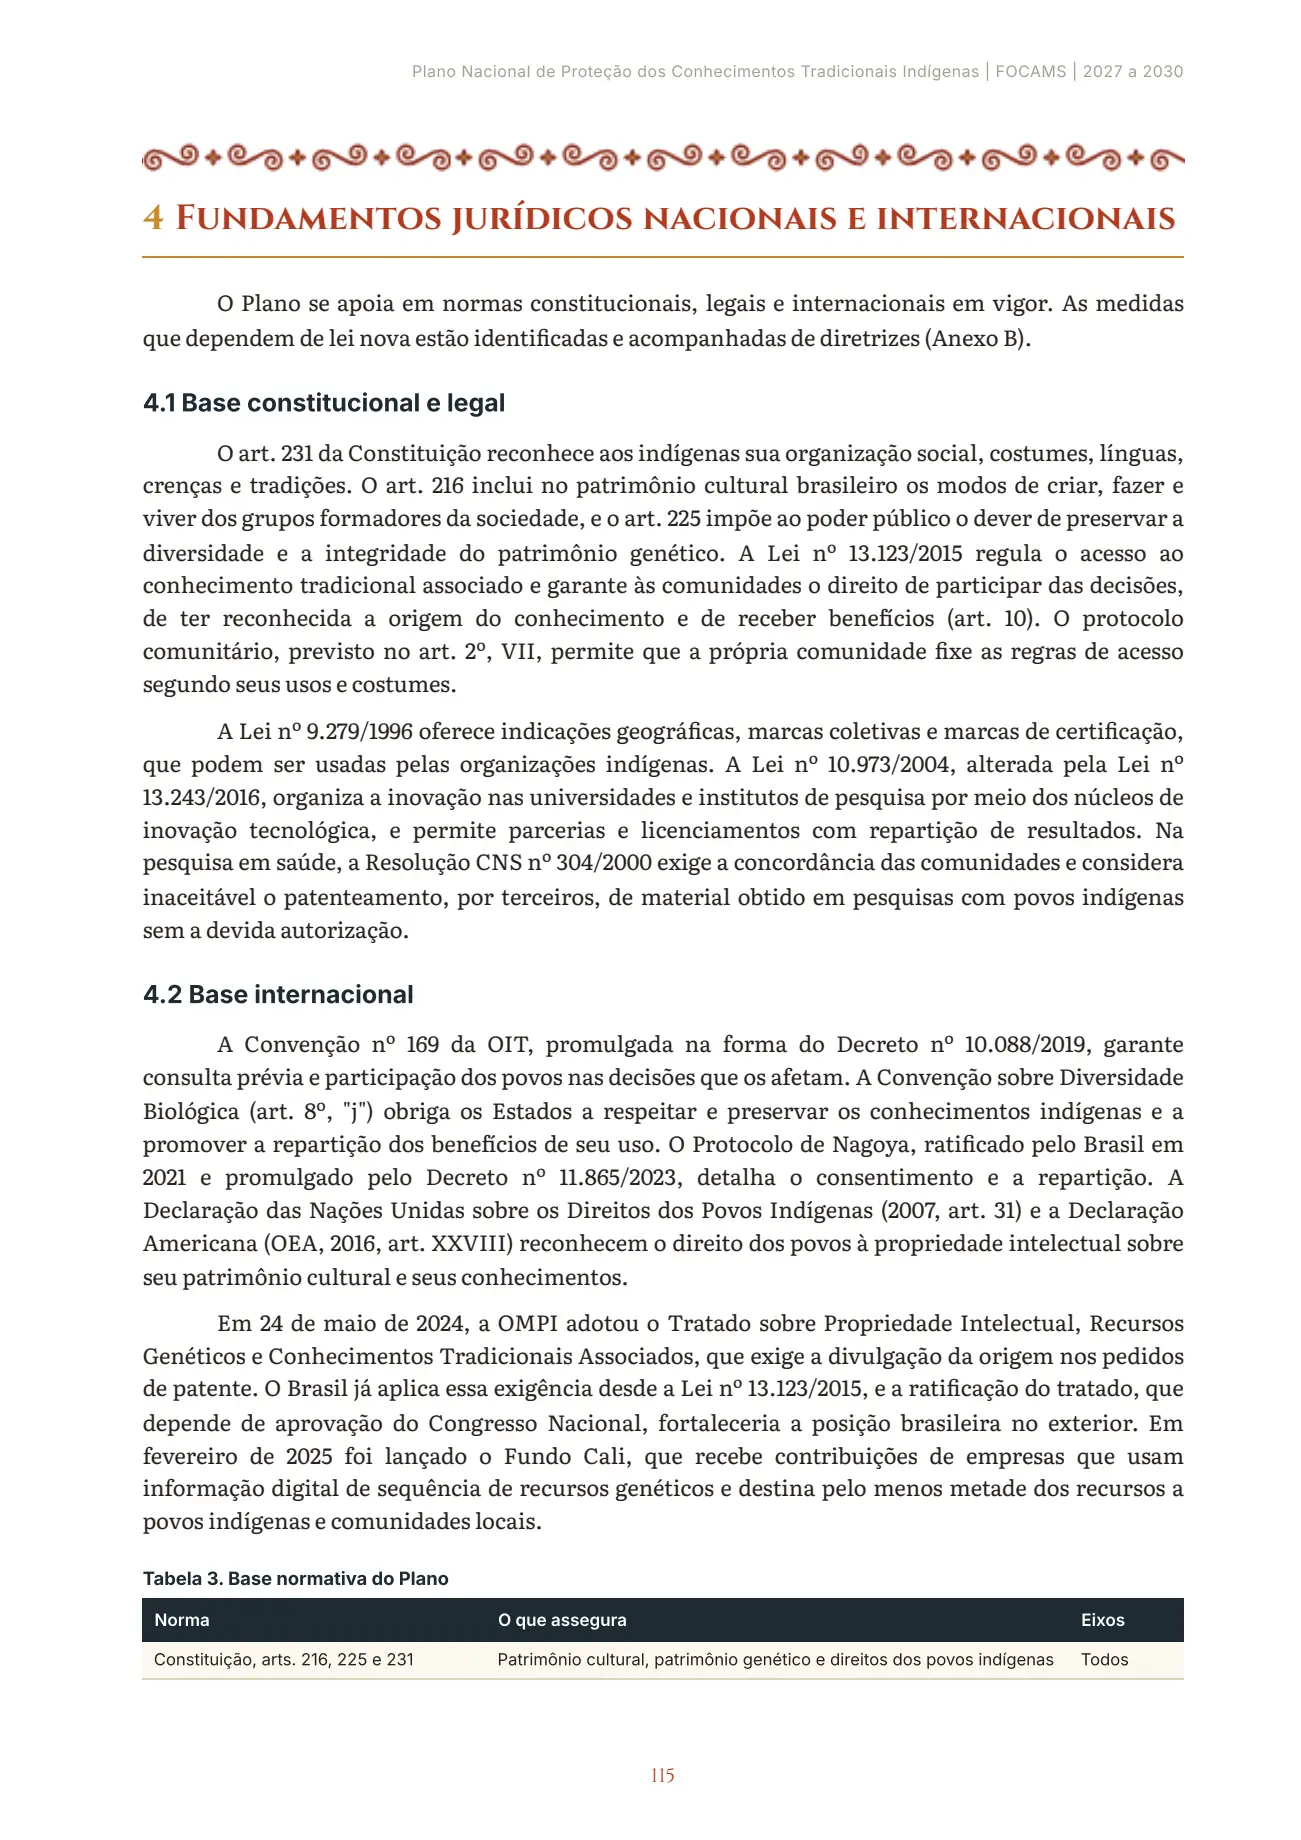 Plano Nacional de Proteção dos Conhecimentos Tradicionais Indígenas | FOCAMS | 2027 a 2030
4 Fundamentos jurídicos nacionais e internacionais
O Plano se apoia em normas constitucionais, legais e internacionais em vigor. As medidas
que dependem de lei nova estão identificadas e acompanhadas de diretrizes (Anexo B).
4.1 Base constitucional e legal
O art. 231 da Constituição reconhece aos indígenas sua organização social, costumes, línguas,
crenças e tradições. O art. 216 inclui no patrimônio cultural brasileiro os modos de criar, fazer e
viver dos grupos formadores da sociedade, e o art. 225 impõe ao poder público o dever de preservar a
diversidade e a integridade do patrimônio genético. A Lei nº 13.123/2015 regula o acesso ao
conhecimento tradicional associado e garante às comunidades o direito de participar das decisões,
de ter reconhecida a origem do conhecimento e de receber benefícios (art. 10). O protocolo
comunitário, previsto no art. 2º, VII, permite que a própria comunidade fixe as regras de acesso
segundo seus usos e costumes.
A Lei nº 9.279/1996 oferece indicações geográficas, marcas coletivas e marcas de certificação,
que podem ser usadas pelas organizações indígenas. A Lei nº 10.973/2004, alterada pela Lei nº
13.243/2016, organiza a inovação nas universidades e institutos de pesquisa por meio dos núcleos de
inovação tecnológica, e permite parcerias e licenciamentos com repartição de resultados. Na
pesquisa em saúde, a Resolução CNS nº 304/2000 exige a concordância das comunidades e considera
inaceitável o patenteamento, por terceiros, de material obtido em pesquisas com povos indígenas
sem a devida autorização.
4.2 Base internacional
A Convenção nº 169 da OIT, promulgada na forma do Decreto nº 10.088/2019, garante
consulta prévia e participação dos povos nas decisões que os afetam. A Convenção sobre Diversidade
Biológica (art. 8º, "j") obriga os Estados a respeitar e preservar os conhecimentos indígenas e a
promover a repartição dos benefícios de seu uso. O Protocolo de Nagoya, ratificado pelo Brasil em
2021 e promulgado pelo Decreto nº 11.865/2023, detalha o consentimento e a repartição. A
Declaração das Nações Unidas sobre os Direitos dos Povos Indígenas (2007, art. 31) e a Declaração
Americana (OEA, 2016, art. XXVIII) reconhecem o direito dos povos à propriedade intelectual sobre
seu patrimônio cultural e seus conhecimentos.
Em 24 de maio de 2024, a OMPI adotou o Tratado sobre Propriedade Intelectual, Recursos
Genéticos e Conhecimentos Tradicionais Associados, que exige a divulgação da origem nos pedidos
de patente. O Brasil já aplica essa exigência desde a Lei nº 13.123/2015, e a ratificação do tratado, que
depende de aprovação do Congresso Nacional, fortaleceria a posição brasileira no exterior. Em
fevereiro de 2025 foi lançado o Fundo Cali, que recebe contribuições de empresas que usam
informação digital de sequência de recursos genéticos e destina pelo menos metade dos recursos a
povos indígenas e comunidades locais.
Tabela 3. Base normativa do Plano
Norma O que assegura Eixos
Constituição, arts. 216, 225 e 231 Patrimônio cultural, patrimônio genético e direitos dos povos indígenas Todos
115